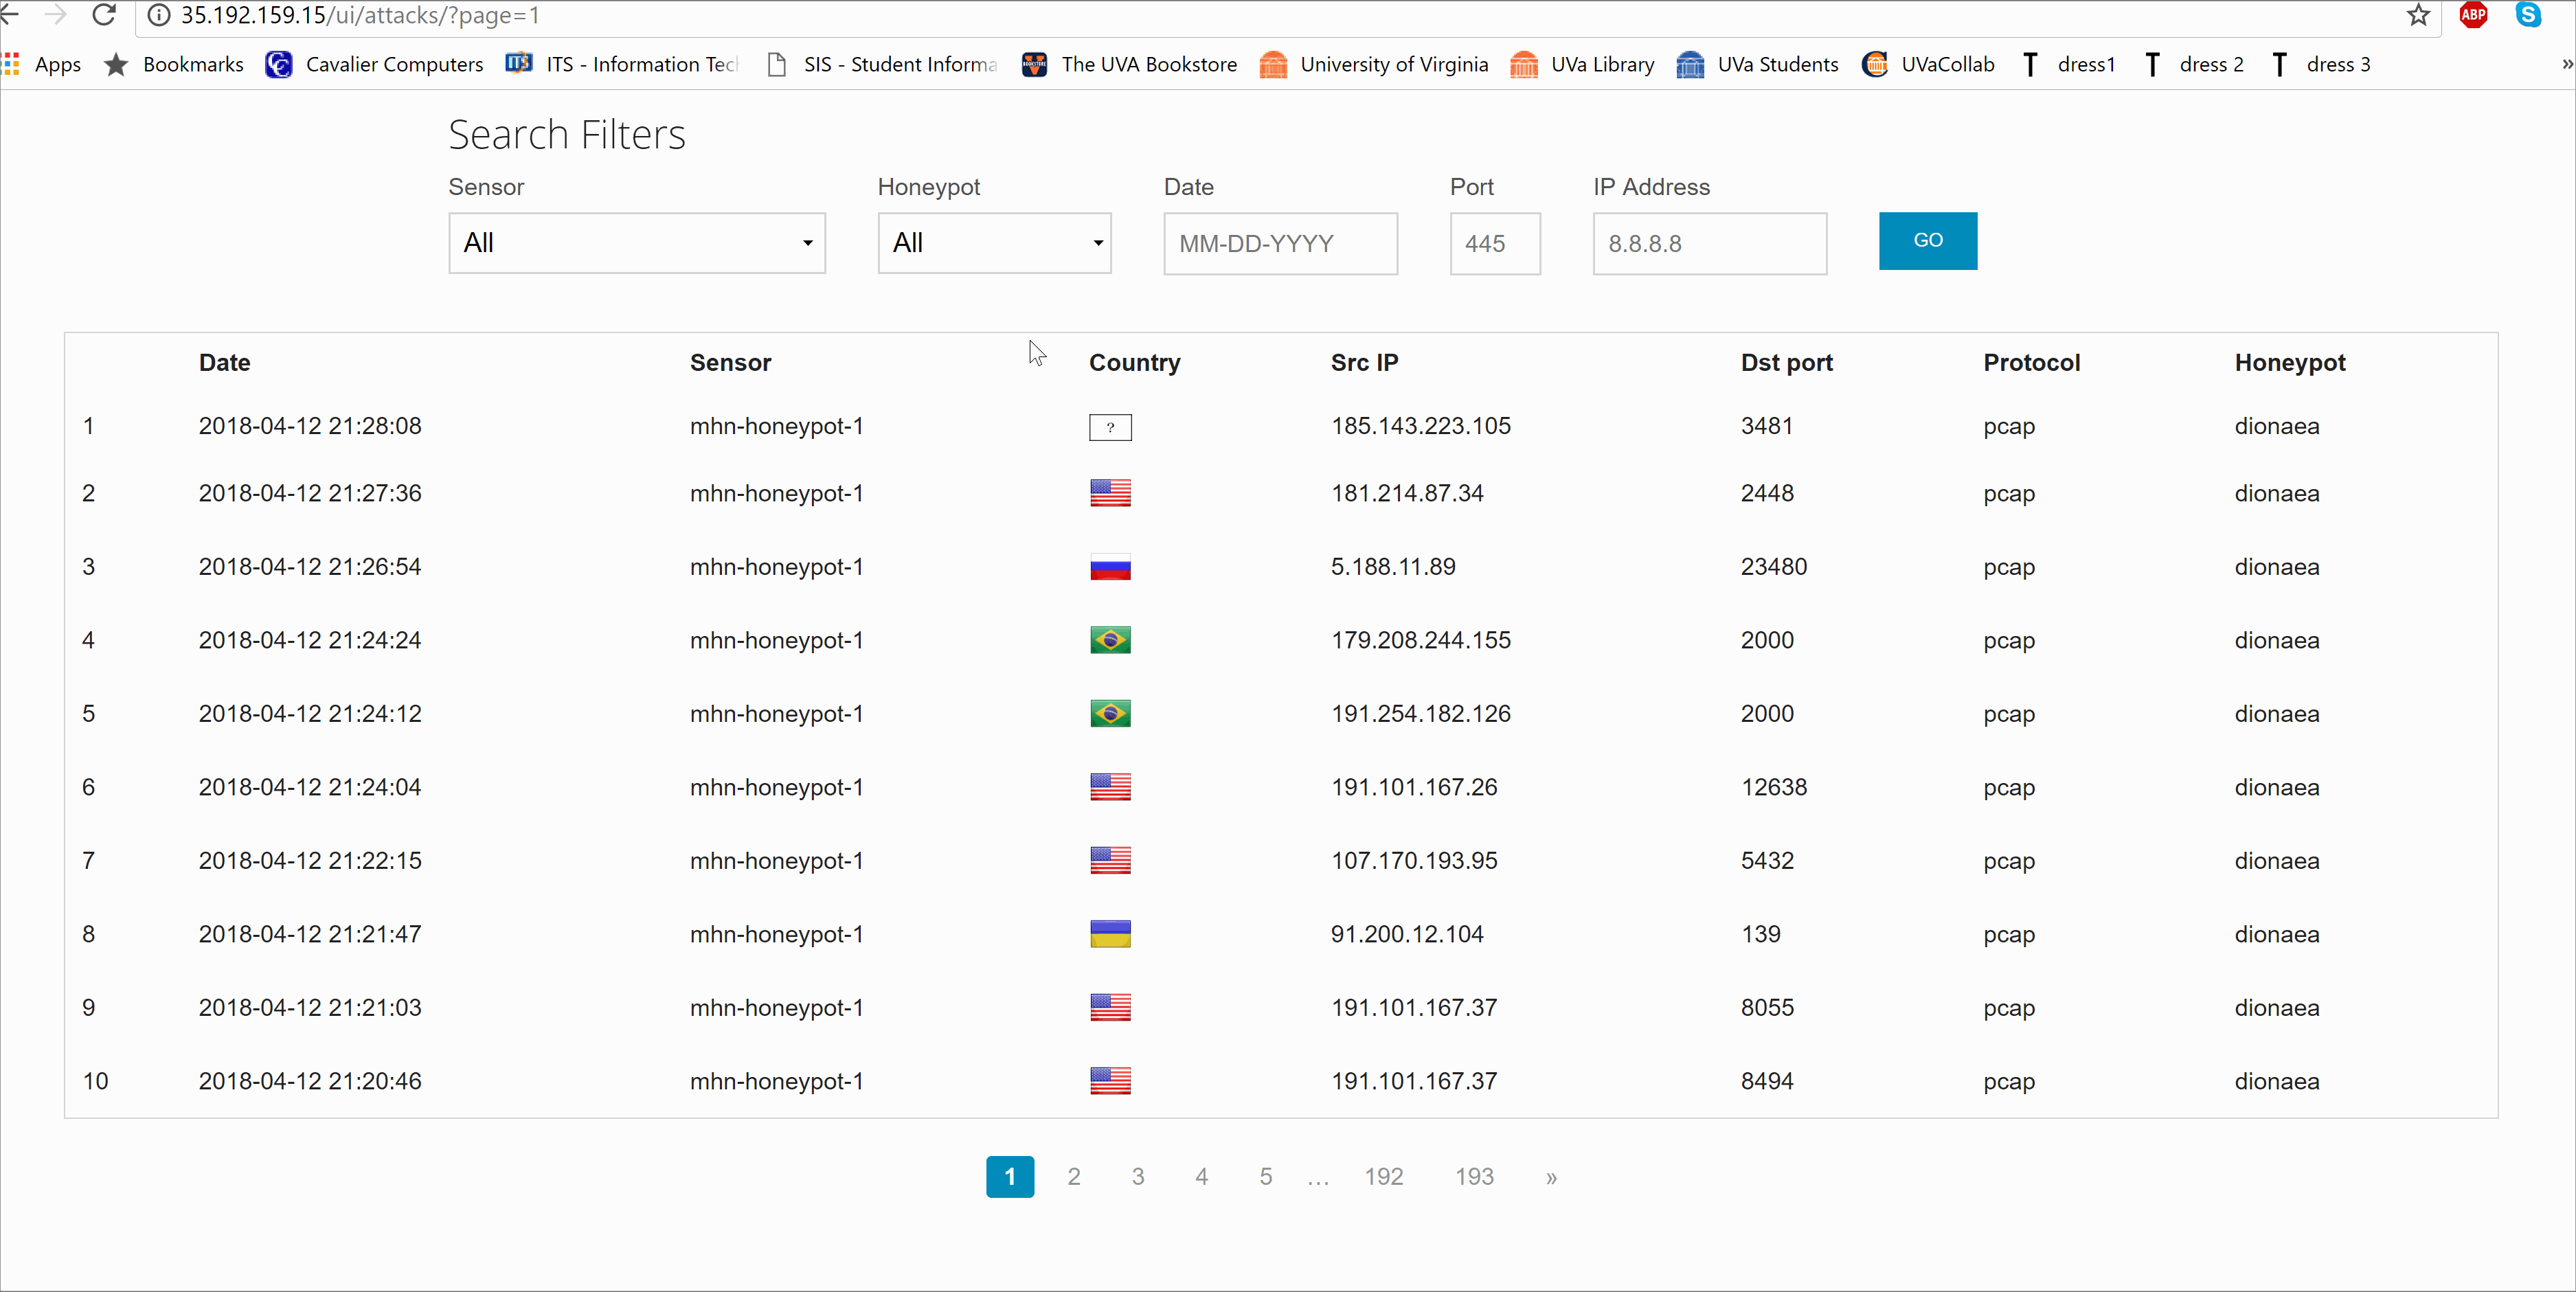 35.192.159.15/ui/attacks/?page=1
ABP
Apps Bookmarks Cavalier Computers ITS - Information Tec SIS - Student Informa The UVA Bookstore University of Virginia UVa Library UVa Students UVaCollab T dress1 T dress 2 T dress 3 »
Search Filters
Sensor Honeypot Date Port IP Address
All All MM-DD-YYYY 445 8.8.8.8 GO
Date Sensor Country Src IP Dst port Protocol Honeypot
1 2018-04-12 21:28:08 mhn-honeypot-1 ? 185.143.223.105 3481 pcap dionaea
2 2018-04-12 21:27:36 mhn-honeypot-1 181.214.87.34 2448 pcap dionaea
3 2018-04-12 21:26:54 mhn-honeypot-1 5.188.11.89 23480 pcap dionaea
4 2018-04-12 21:24:24 mhn-honeypot-1 179.208.244.155 2000 pcap dionaea
5 2018-04-12 21:24:12 mhn-honeypot-1 191.254.182.126 2000 pcap dionaea
6 2018-04-12 21:24:04 mhn-honeypot-1 191.101.167.26 12638 pcap dionaea
7 2018-04-12 21:22:15 mhn-honeypot-1 107.170.193.95 5432 pcap dionaea
8 2018-04-12 21:21:47 mhn-honeypot-1 91.200.12.104 139 pcap dionaea
9 2018-04-12 21:21:03 mhn-honeypot-1 191.101.167.37 8055 pcap dionaea
10 2018-04-12 21:20:46 mhn-honeypot-1 191.101.167.37 8494 pcap dionaea
1 2 3 4 5 … 192 193 »